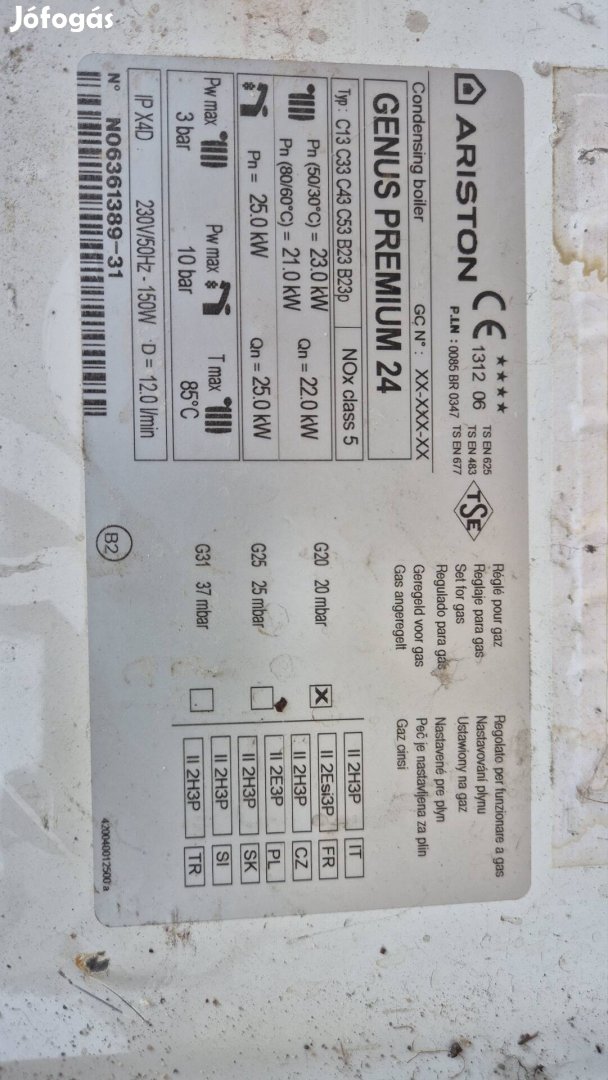 Jófogás
ARISTON
CE 1312 06
P.I.N : 0085 BR 0347
TS EN 625
TS EN 483
TS EN 677
TSE
Condensing boiler GC N° : XX-XXX-XX
GENUS PREMIUM 24
Typ: C13 C33 C43 C53 B23 B23p NOx class 5
Pn (50/30°C) = 23.0 kW
Pn (80/60°C) = 21.0 kW Qn = 22.0 kW
Pn = 25.0 kW Qn = 25.0 kW
Pw max Pw max T max
3 bar 10 bar 85°C
IP X4D 230V/50Hz - 150W D = 12.0 l/min
N° N06361389-31
B2
Réglé pour gaz
Reglaje para gas
Set for gas
Regulado para gas
Geregeld voor gas
Gas angeregelt
Regolato per funzionare a gas
Nastavování plynu
Ustawiony na gaz
Nastavené pre plyn
Peč je nastavljena za plin
Gaz cinsi
G20 20 mbar X
G25 25 mbar
G31 37 mbar
II 2H3P IT
II 2Esi3P FR
II 2H3P CZ
II 2E3P PL
II 2H3P SK
II 2H3P SI
II 2H3P TR
420040012500 a